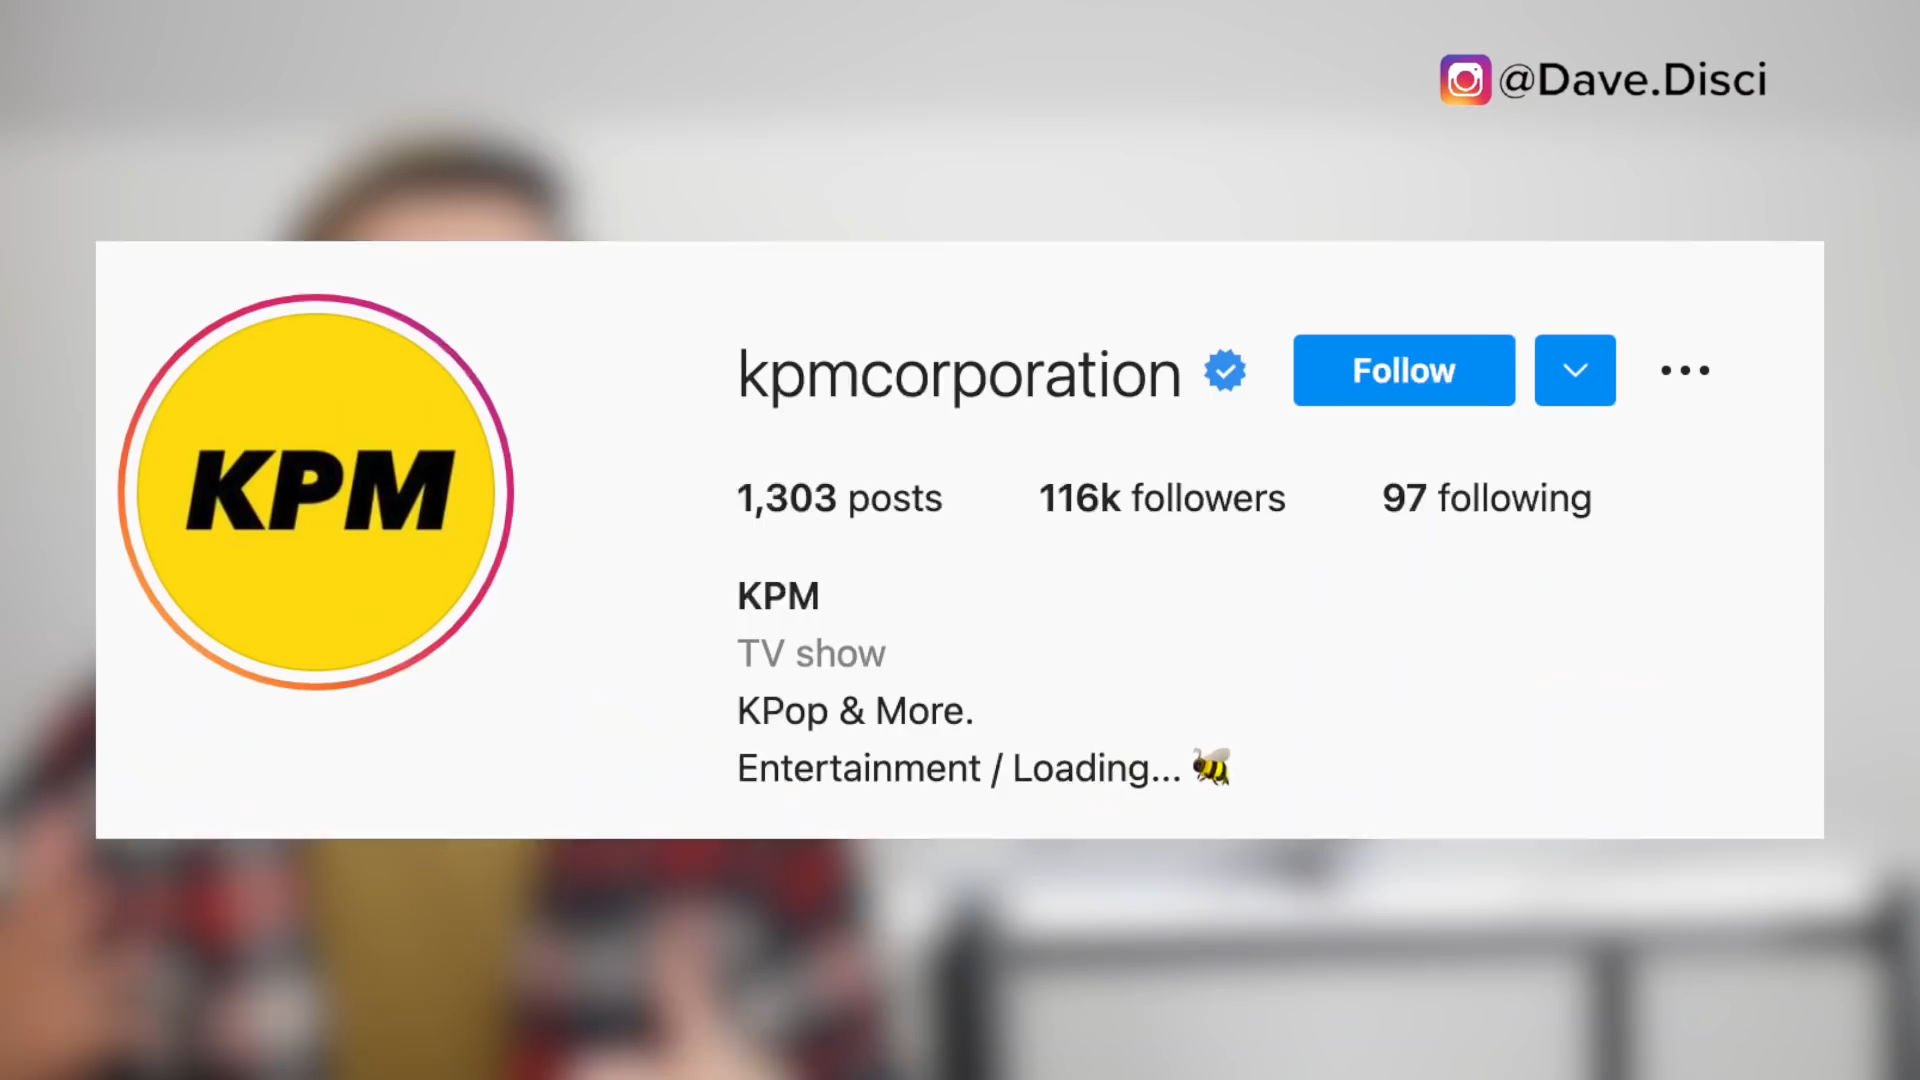 @Dave.Disci
KPM
kpmcorporation
Follow
1,303 posts 116k followers 97 following
KPM
TV show
KPop & More.
Entertainment / Loading... 🐝